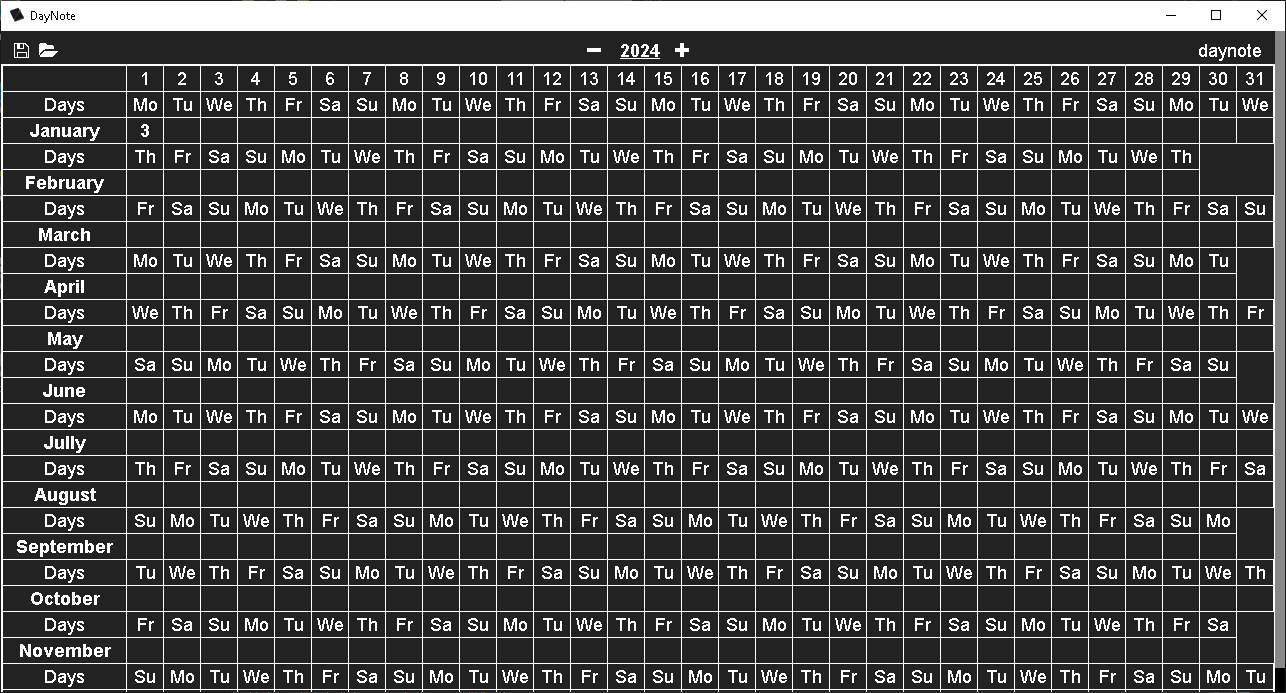 DayNote
2024 daynote
1 2 3 4 5 6 7 8 9 10 11 12 13 14 15 16 17 18 19 20 21 22 23 24 25 26 27 28 29 30 31
Days Mo Tu We Th Fr Sa Su Mo Tu We Th Fr Sa Su Mo Tu We Th Fr Sa Su Mo Tu We Th Fr Sa Su Mo Tu We
January 3
Days Th Fr Sa Su Mo Tu We Th Fr Sa Su Mo Tu We Th Fr Sa Su Mo Tu We Th Fr Sa Su Mo Tu We Th
February
Days Fr Sa Su Mo Tu We Th Fr Sa Su Mo Tu We Th Fr Sa Su Mo Tu We Th Fr Sa Su Mo Tu We Th Fr Sa Su
March
Days Mo Tu We Th Fr Sa Su Mo Tu We Th Fr Sa Su Mo Tu We Th Fr Sa Su Mo Tu We Th Fr Sa Su Mo Tu
April
Days We Th Fr Sa Su Mo Tu We Th Fr Sa Su Mo Tu We Th Fr Sa Su Mo Tu We Th Fr Sa Su Mo Tu We Th Fr
May
Days Sa Su Mo Tu We Th Fr Sa Su Mo Tu We Th Fr Sa Su Mo Tu We Th Fr Sa Su Mo Tu We Th Fr Sa Su
June
Days Mo Tu We Th Fr Sa Su Mo Tu We Th Fr Sa Su Mo Tu We Th Fr Sa Su Mo Tu We Th Fr Sa Su Mo Tu We
Jully
Days Th Fr Sa Su Mo Tu We Th Fr Sa Su Mo Tu We Th Fr Sa Su Mo Tu We Th Fr Sa Su Mo Tu We Th Fr Sa
August
Days Su Mo Tu We Th Fr Sa Su Mo Tu We Th Fr Sa Su Mo Tu We Th Fr Sa Su Mo Tu We Th Fr Sa Su Mo
September
Days Tu We Th Fr Sa Su Mo Tu We Th Fr Sa Su Mo Tu We Th Fr Sa Su Mo Tu We Th Fr Sa Su Mo Tu We Th
October
Days Fr Sa Su Mo Tu We Th Fr Sa Su Mo Tu We Th Fr Sa Su Mo Tu We Th Fr Sa Su Mo Tu We Th Fr Sa
November
Days Su Mo Tu We Th Fr Sa Su Mo Tu We Th Fr Sa Su Mo Tu We Th Fr Sa Su Mo Tu We Th Fr Sa Su Mo Tu